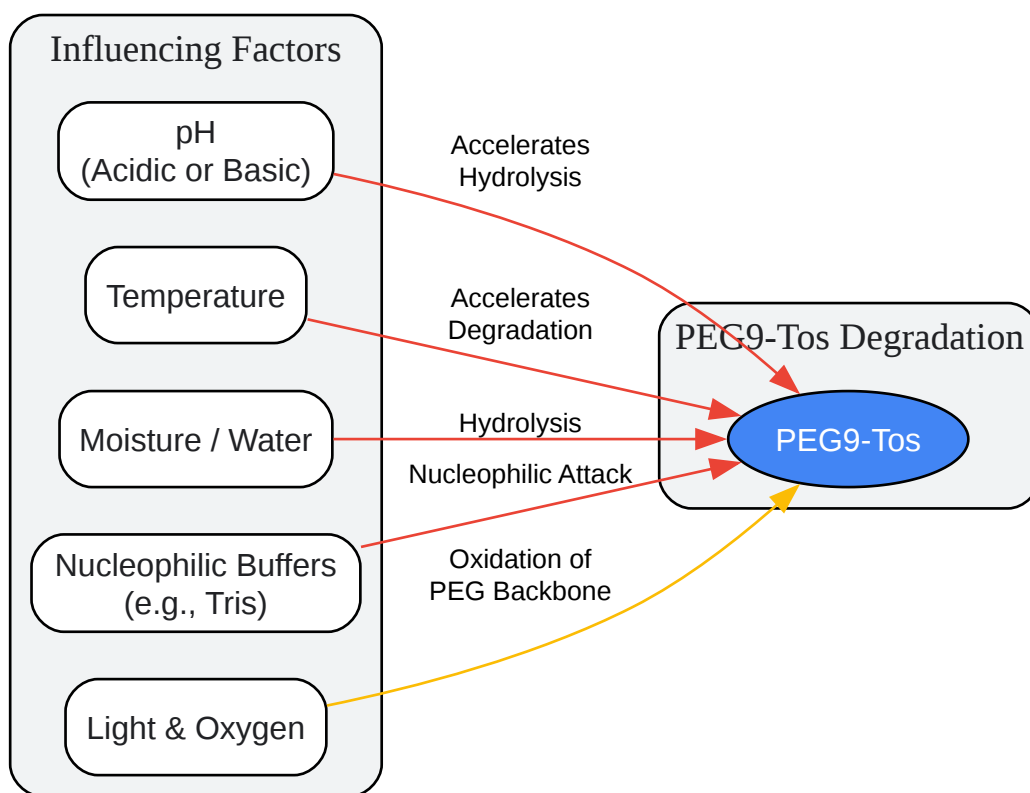 Influencing Factors
pH
(Acidic or Basic)
Temperature
Moisture / Water
Nucleophilic Buffers
(e.g., Tris)
Light & Oxygen
Accelerates
Hydrolysis
Accelerates
Degradation
Hydrolysis
Nucleophilic Attack
Oxidation of
PEG Backbone
PEG9-Tos Degradation
PEG9-Tos